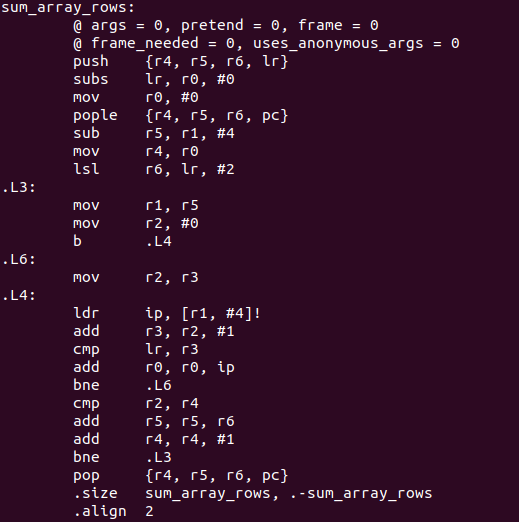 sum_array_rows:
@ args = 0, pretend = 0, frame = 0
@ frame_needed = 0, uses_anonymous_args = 0
push {r4, r5, r6, lr}
subs lr, r0, #0
mov r0, #0
pople {r4, r5, r6, pc}
sub r5, r1, #4
mov r4, r0
lsl r6, lr, #2
.L3:
mov r1, r5
mov r2, #0
b .L4
.L6:
mov r2, r3
.L4:
ldr ip, [r1, #4]!
add r3, r2, #1
cmp lr, r3
add r0, r0, ip
bne .L6
cmp r2, r4
add r5, r5, r6
add r4, r4, #1
bne .L3
pop {r4, r5, r6, pc}
.size sum_array_rows, .-sum_array_rows
.align 2